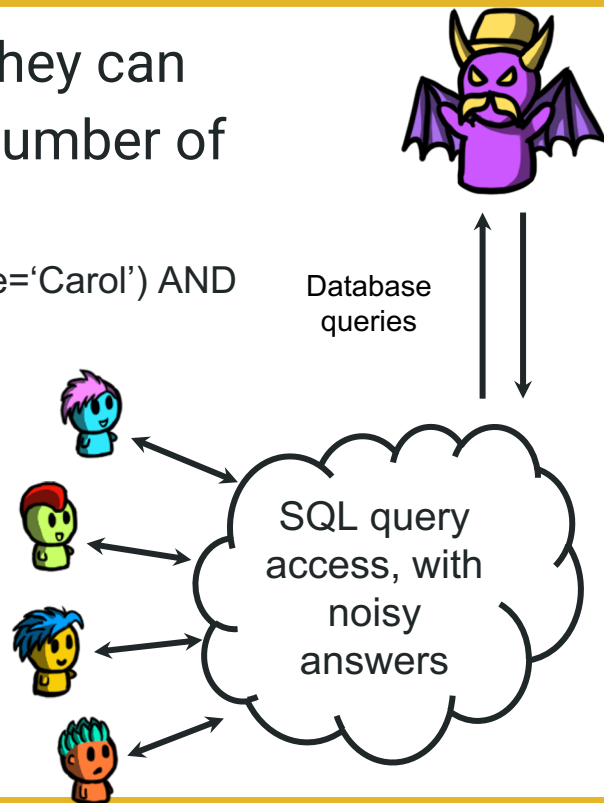 hey can
umber of
e=‘Carol’) AND
Database
queries
SQL query
access, with
noisy
answers